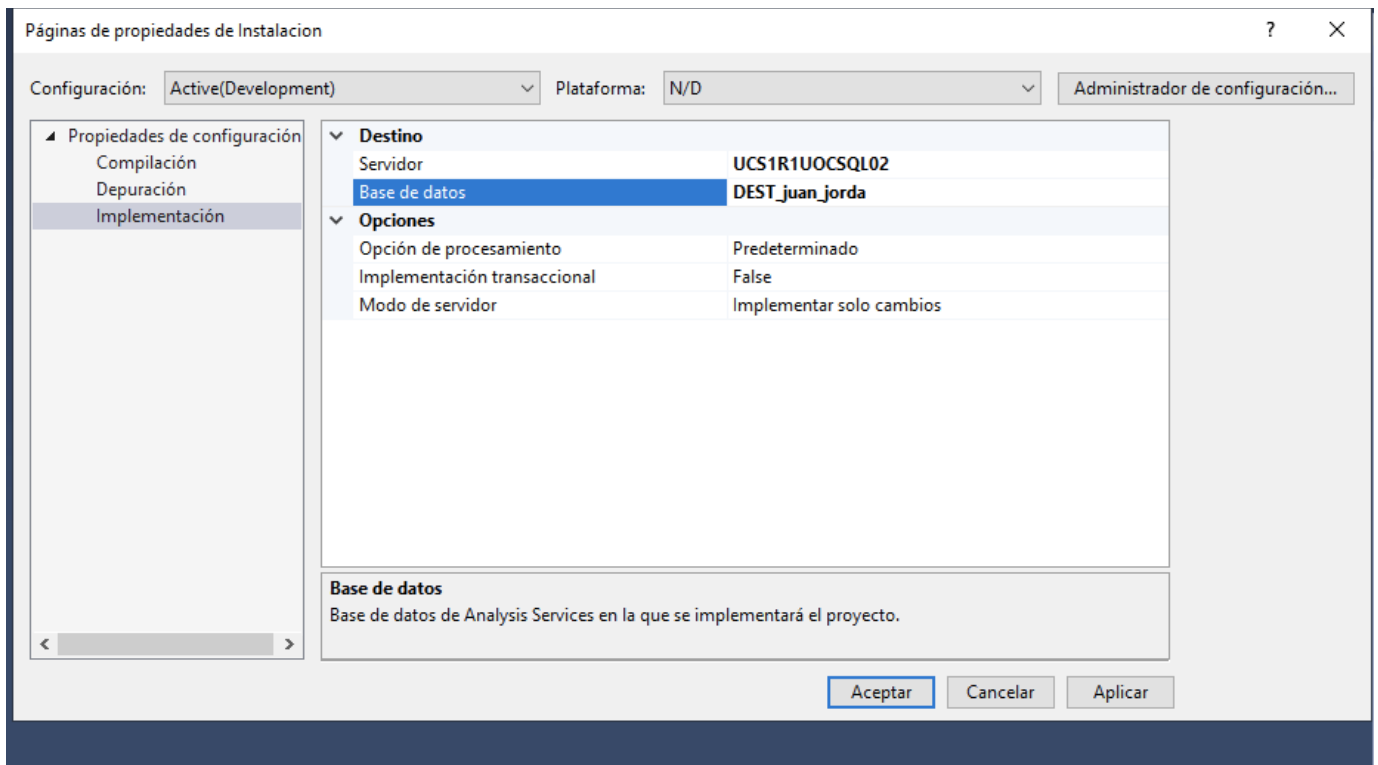 Páginas de propiedades de Instalacion ?
Configuración: Active(Development) Plataforma: N/D Administrador de configuración...
Propiedades de configuración
Compilación
Depuración
Implementación
Destino
Servidor UCS1R1UOCSQL02
Base de datos DEST_juan_jorda
Opciones
Opción de procesamiento Predeterminado
Implementación transaccional False
Modo de servidor Implementar solo cambios
Base de datos
Base de datos de Analysis Services en la que se implementará el proyecto.
Aceptar Cancelar Aplicar